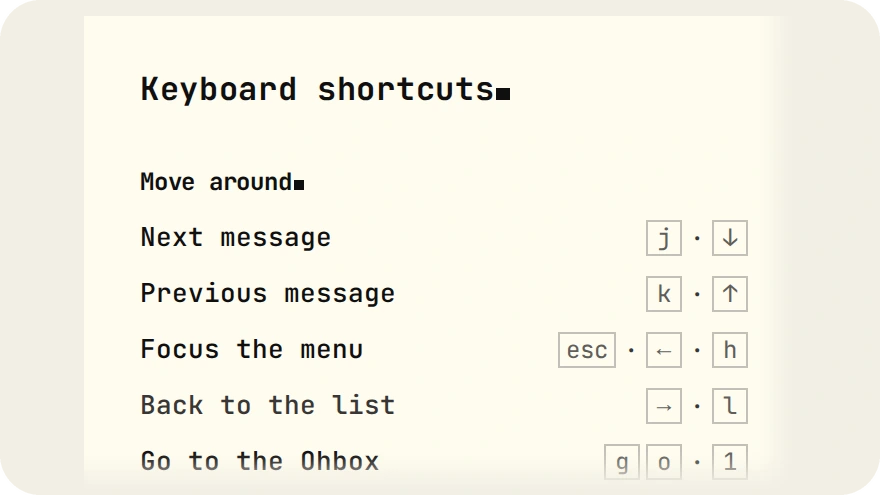 Keyboard shortcuts
Move around
Next message j · ↓
Previous message k · ↑
Focus the menu esc · ← · h
Back to the list → · l
Go to the Ohbox g o · 1